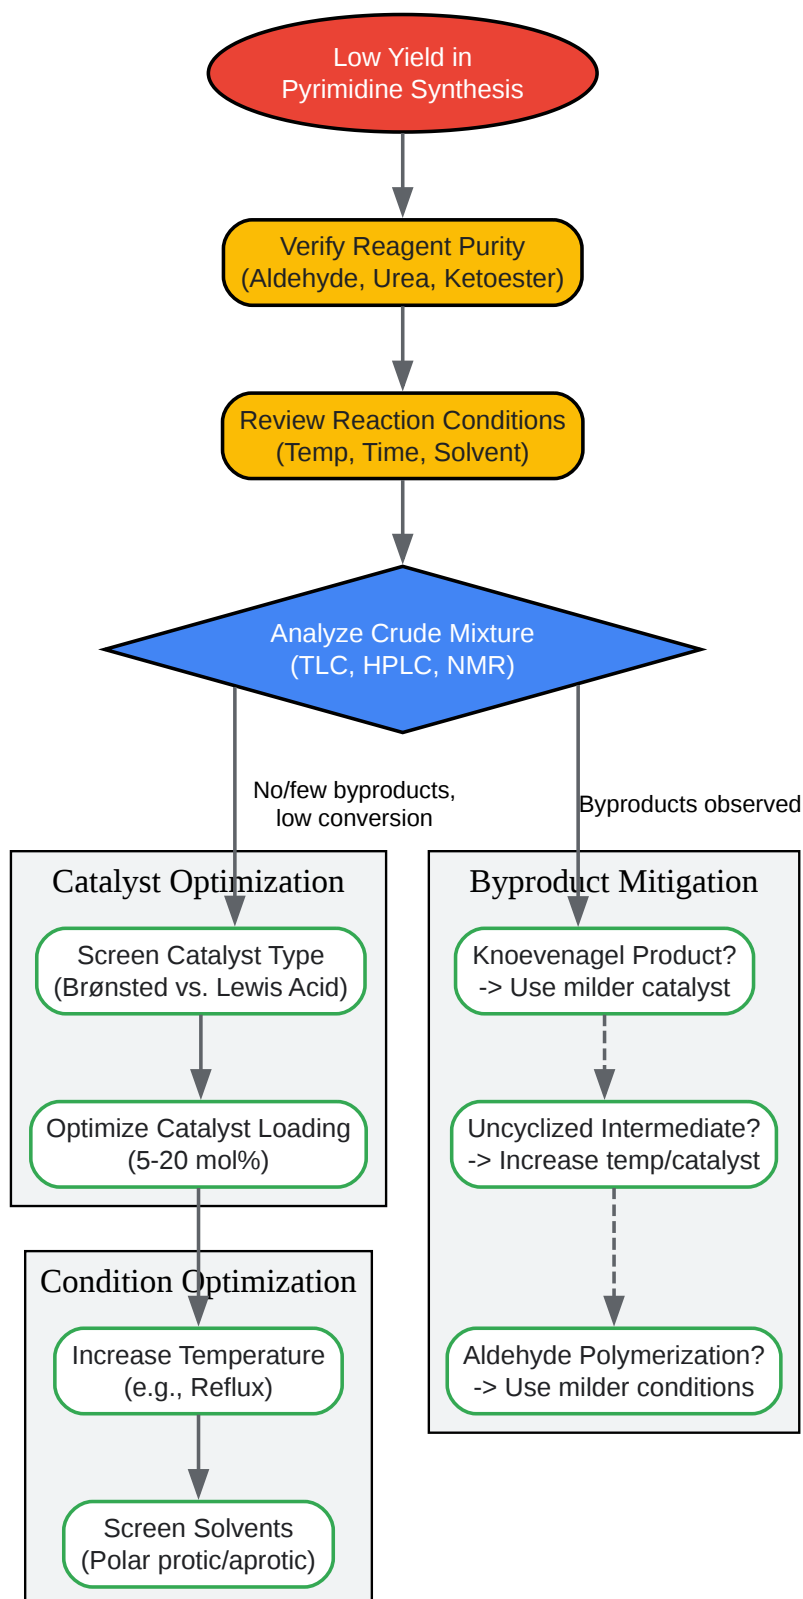 Low Yield in
Pyrimidine Synthesis
Verify Reagent Purity
(Aldehyde, Urea, Ketoester)
Review Reaction Conditions
(Temp, Time, Solvent)
Analyze Crude Mixture
(TLC, HPLC, NMR)
No/few byproducts,
low conversion
Byproducts observed
Catalyst Optimization
Screen Catalyst Type
(Brønsted vs. Lewis Acid)
Optimize Catalyst Loading
(5-20 mol%)
Condition Optimization
Increase Temperature
(e.g., Reflux)
Screen Solvents
(Polar protic/aprotic)
Byproduct Mitigation
Knoevenagel Product?
-> Use milder catalyst
Uncyclized Intermediate?
-> Increase temp/catalyst
Aldehyde Polymerization?
-> Use milder conditions